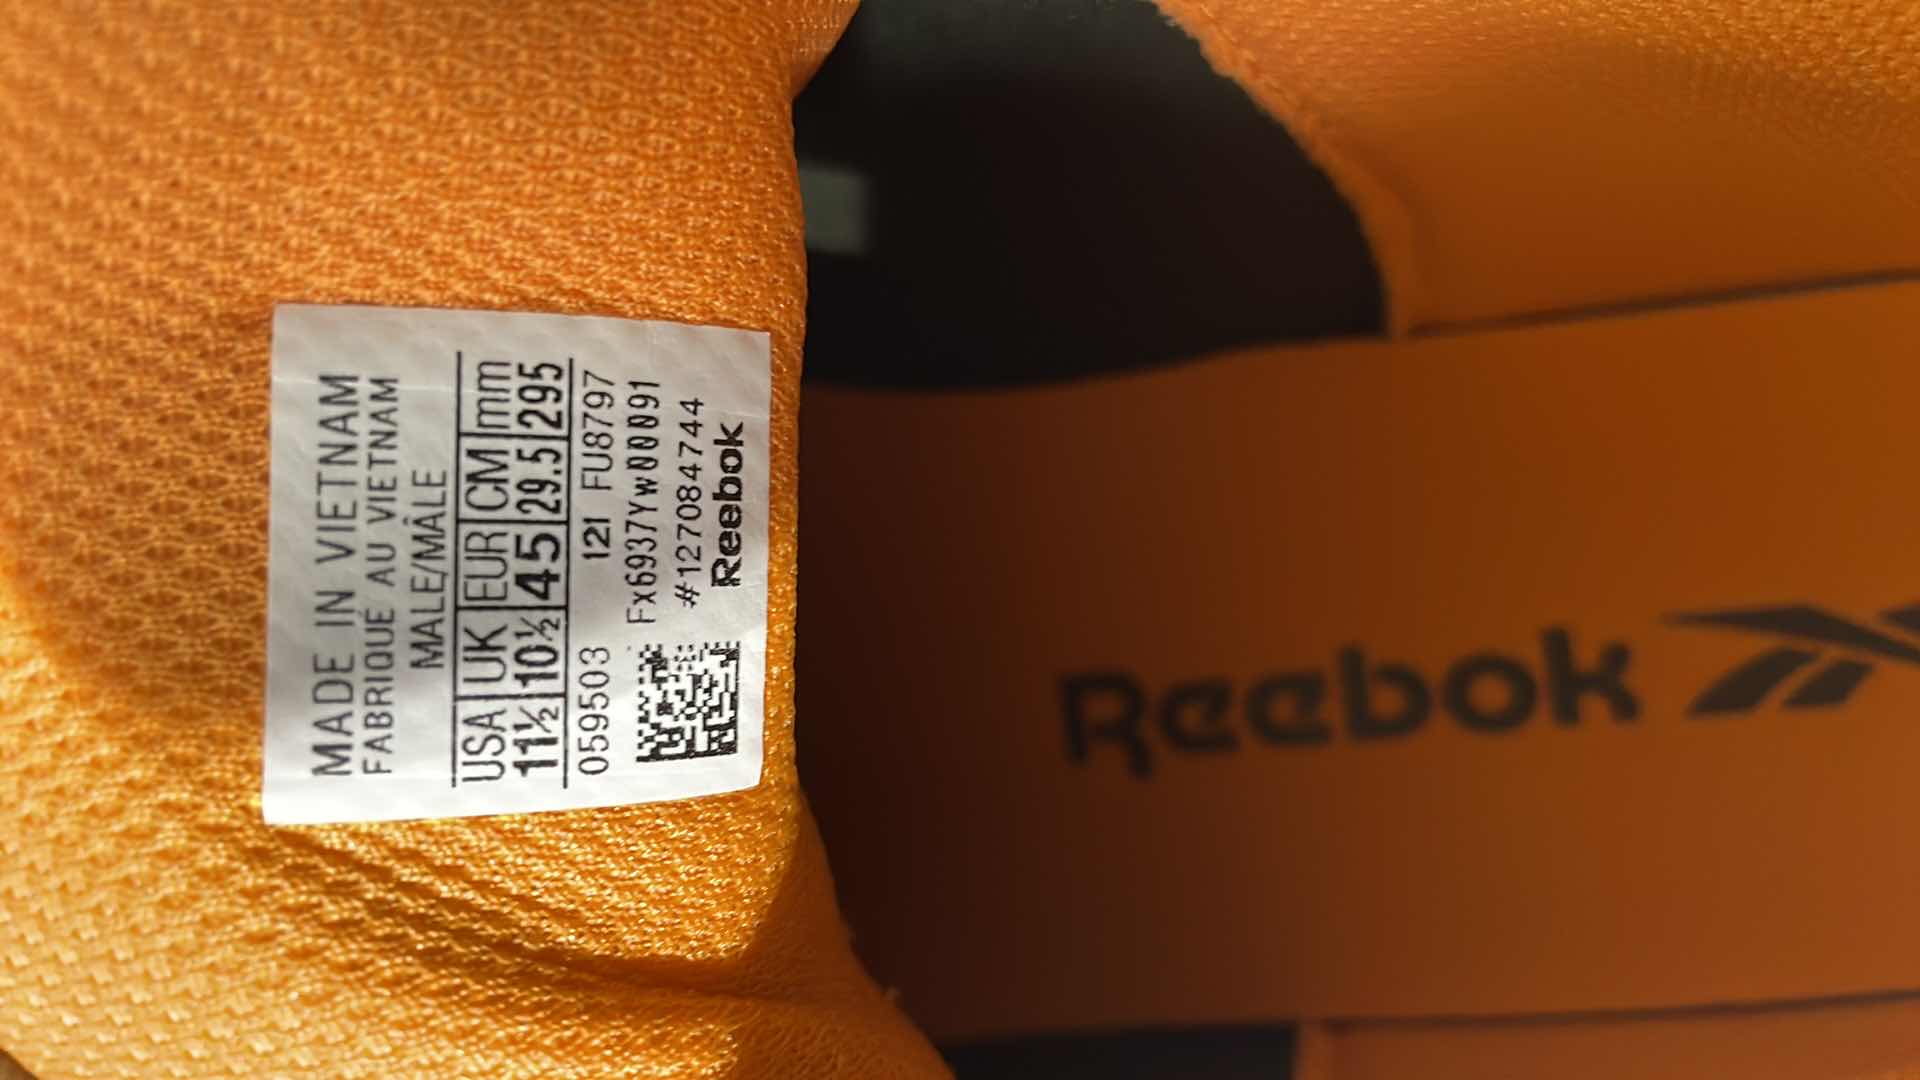 MADE IN VIETNAM
FABRIQUÉ AU VIETNAM
MALE/MÂLE
USA UK EUR CM mm
11½ 10½ 45 29.5 295
059503 121 FU8797
Fx6937Yw00091
#127084744
Reebok
Reebok